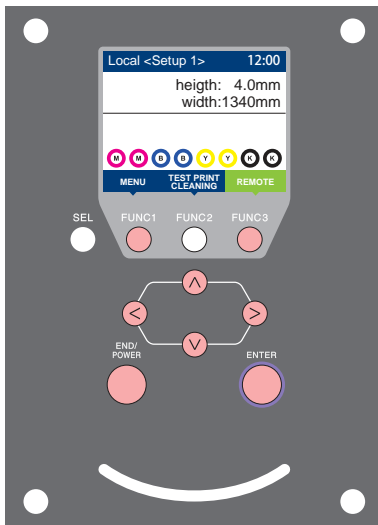 Local <Setup 1> 12:00
heigth: 4.0mm
width:1340mm
M M B B Y Y K K
MENU TEST PRINT CLEANING REMOTE
SEL FUNC1 FUNC2 FUNC3
END/
POWER
ENTER